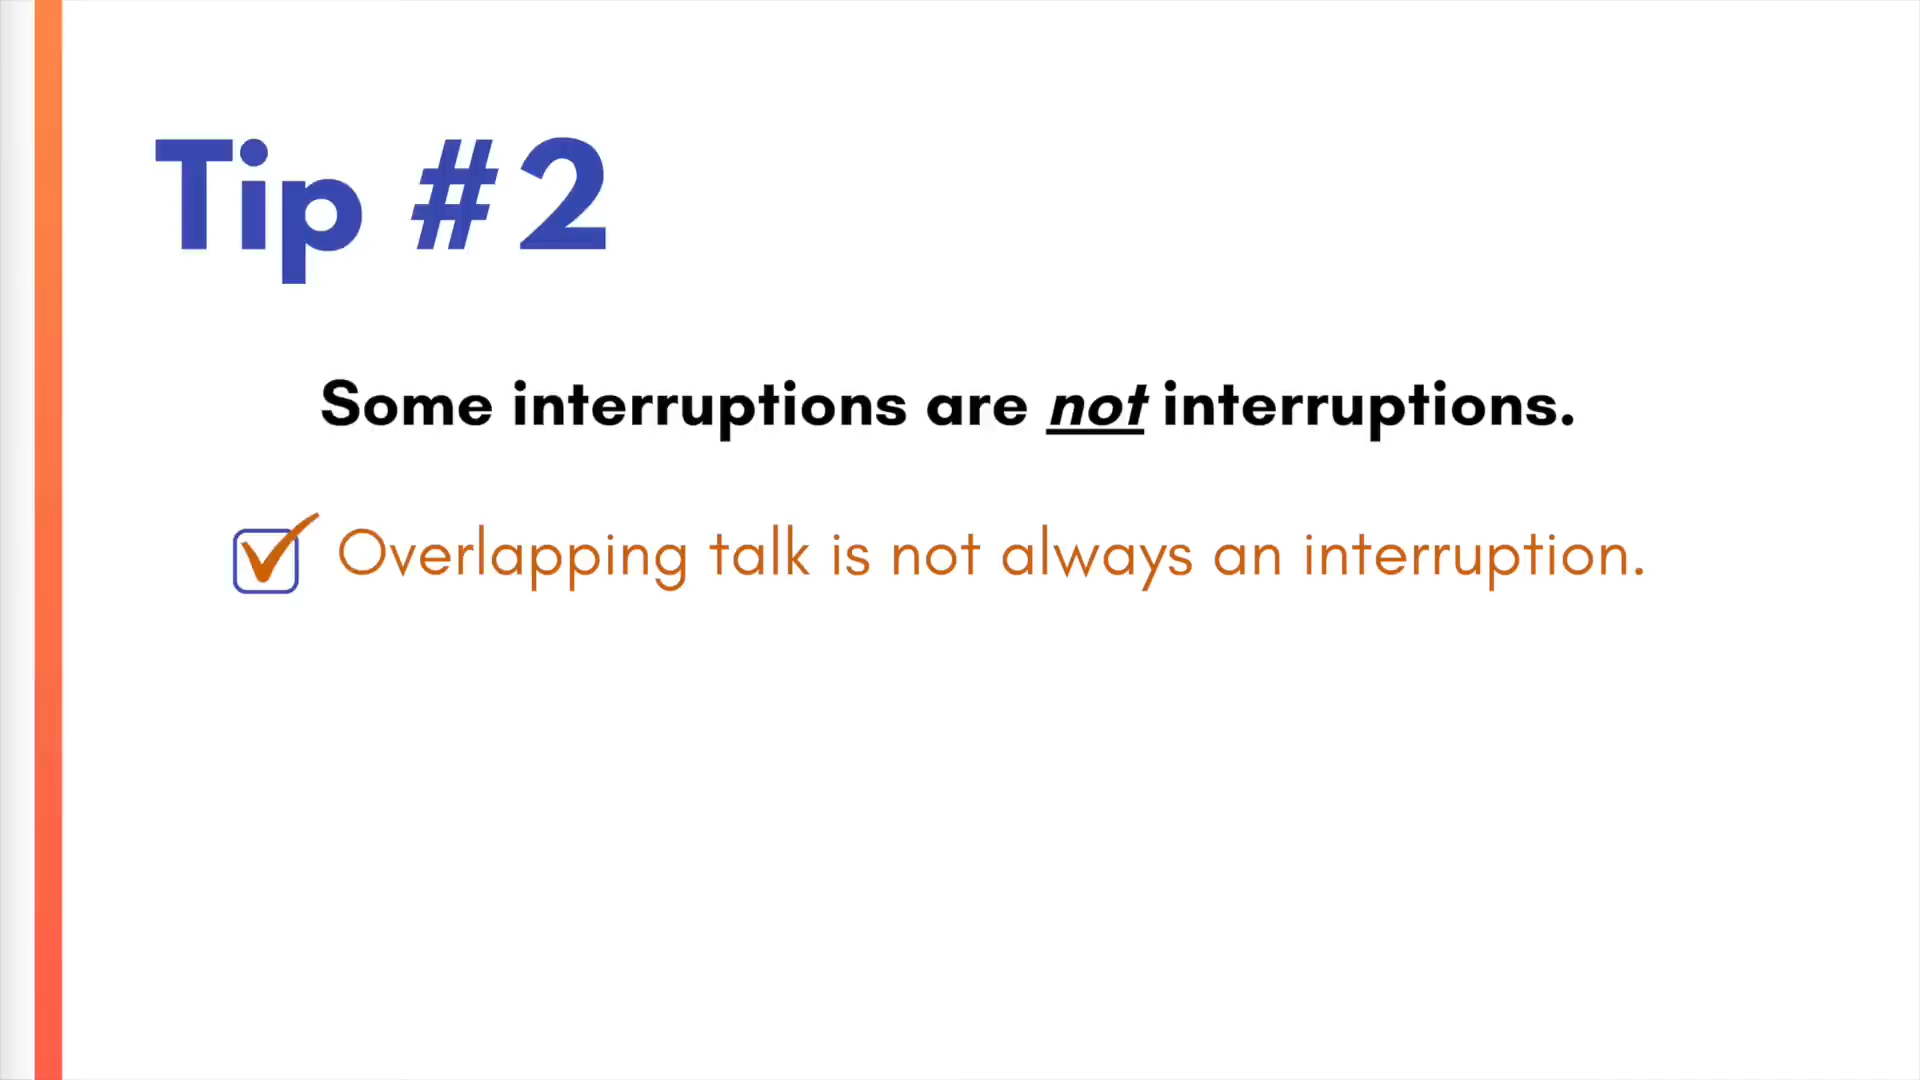 Tip #2
Some interruptions are not interruptions.
Overlapping talk is not always an interruption.